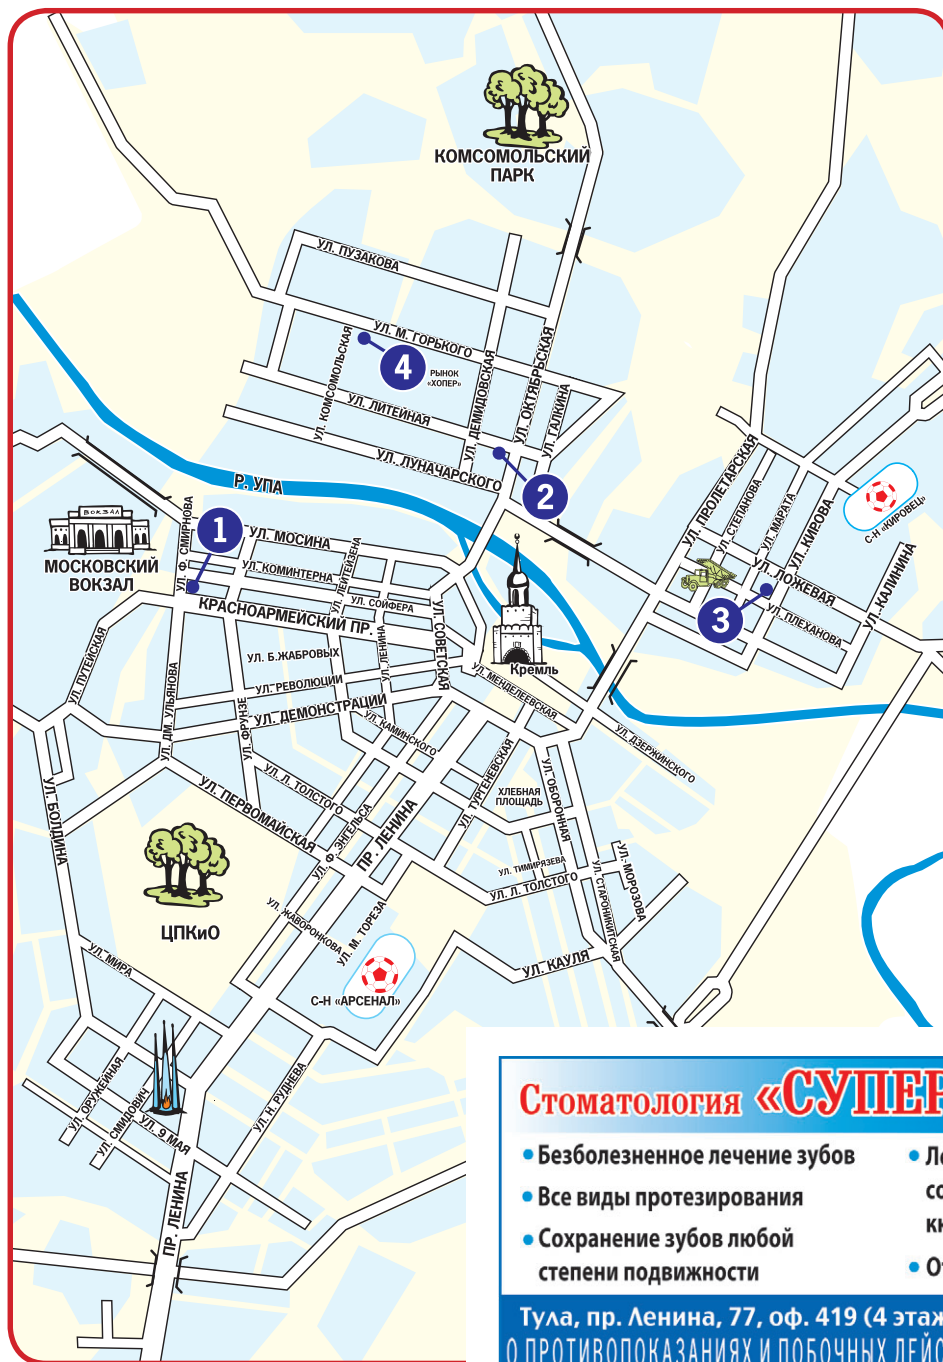 КОМСОМОЛЬСКИЙ
ПАРК
УЛ. ПУЗАКОВА
УЛ. М. ГОРЬКОГО
УЛ. КОМСОМОЛЬСКАЯ
4
РЫНОК
«ХОПЕР»
УЛ. ДЕМИДОВСКАЯ
УЛ. ОКТЯБРЬСКАЯ
УЛ. ГАЛКИНА
УЛ. ЛИТЕЙНАЯ
УЛ. ЛУНАЧАРСКОГО
2
Р. УПА
УЛ. ПРОЛЕТАРСКАЯ
УЛ. СТЕПАНОВА
УЛ. МАРАТА
УЛ. КИРОВА
С-Н «КИРОВЕЦ»
УЛ. ЛОЖЕВАЯ
УЛ. ПЛЕХАНОВА
УЛ. КАЛИНИНА
3
ВОКЗАЛ
МОСКОВСКИЙ
ВОКЗАЛ
УЛ. Ф. СМИРНОВА
1
УЛ. МОСИНА
УЛ. КОМИНТЕРНА
УЛ. ЛЕЙТЕЙЗЕНА
УЛ. СОЙФЕРА
КРАСНОАРМЕЙСКИЙ ПР.
УЛ. ЛЕНИНА
УЛ. СОВЕТСКАЯ
Кремль
УЛ. ПУТЕЙСКАЯ
УЛ. Б.ЖАБРОВЫХ
УЛ. РЕВОЛЮЦИИ
УЛ. ДЕМОНСТРАЦИИ
УЛ. ДМ. УЛЬЯНОВА
УЛ. ФРУНЗЕ
УЛ. КАМИНСКОГО
УЛ. МЕНДЕЛЕЕВСКАЯ
УЛ. ДЗЕРЖИНСКОГО
УЛ. ТУРГЕНЕВСКАЯ
УЛ. ОБОРОННАЯ
ХЛЕБНАЯ
ПЛОЩАДЬ
УЛ. Л. ТОЛСТОГО
УЛ. ПЕРВОМАЙСКАЯ
УЛ. Ф. ЭНГЕЛЬСА
ПР. ЛЕНИНА
УЛ. БОЛДИНА
УЛ. ТИМИРЯЗЕВА
УЛ. Л. ТОЛСТОГО
УЛ. СТАРОНИКИТСКАЯ
УЛ. МОРОЗОВА
ЦПКиО
УЛ. ЖАВОРОНКОВА
УЛ. М. ТОРЕЗА
С-Н «АРСЕНАЛ»
УЛ. КАУЛЯ
УЛ. МИРА
УЛ. ОРУЖЕЙНАЯ
УЛ. СМИДОВИЧ
УЛ. 9 МАЯ
УЛ. Н. РУДНЕВА
ПР. ЛЕНИНА
Стоматология «СУПЕР
• Безболезненное лечение зубов
• Все виды протезирования
• Сохранение зубов любой
степени подвижности
Тула, пр. Ленина, 77, оф. 419 (4 этаж
О ПРОТИВОПОКАЗАНИЯХ И ПОБОЧНЫХ ДЕЙС